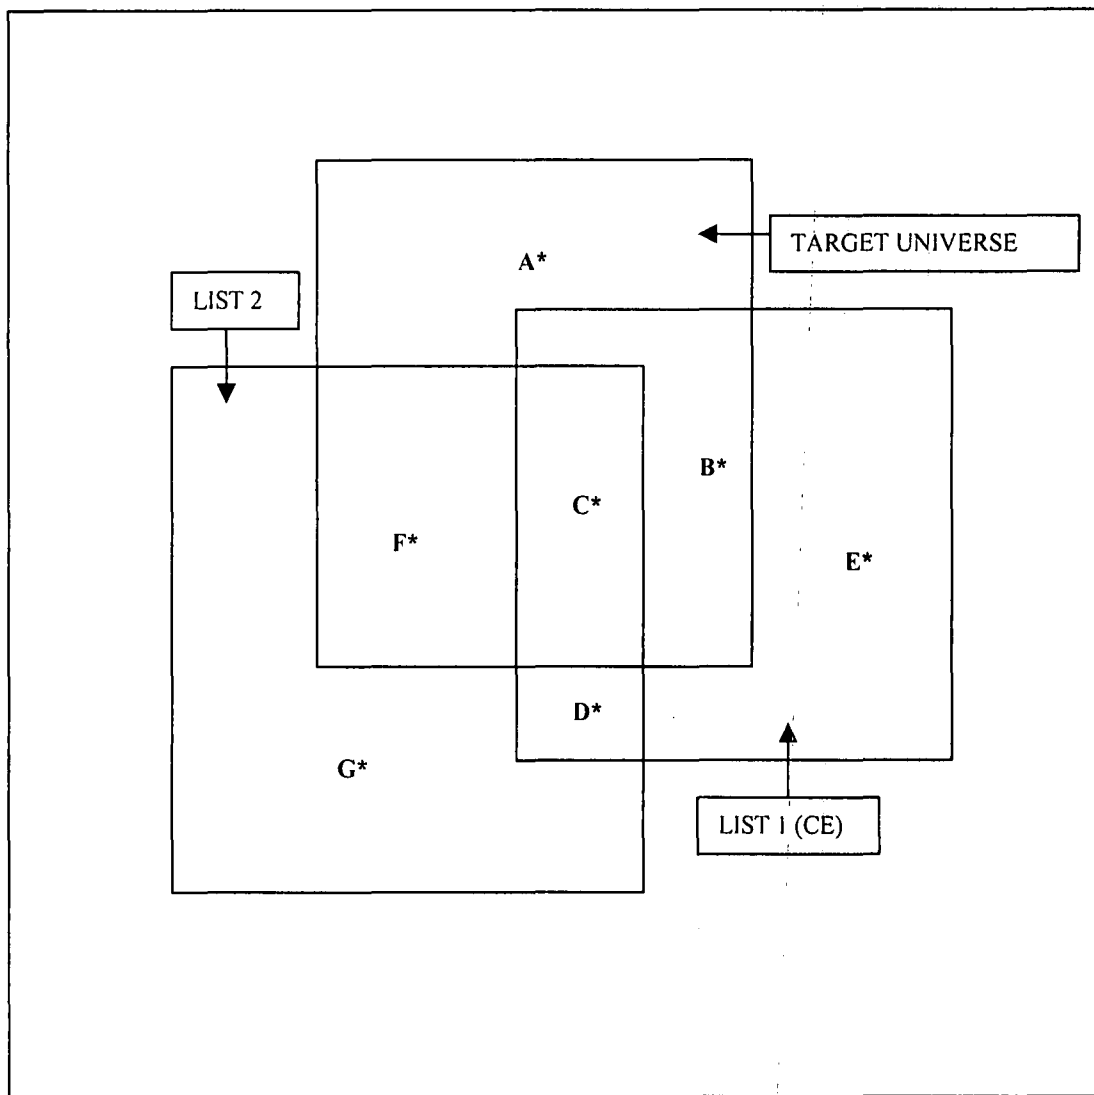 TARGET UNIVERSE
A*
LIST 2
B*
C*
F*
E*
D*
G*
LIST 1 (CE)